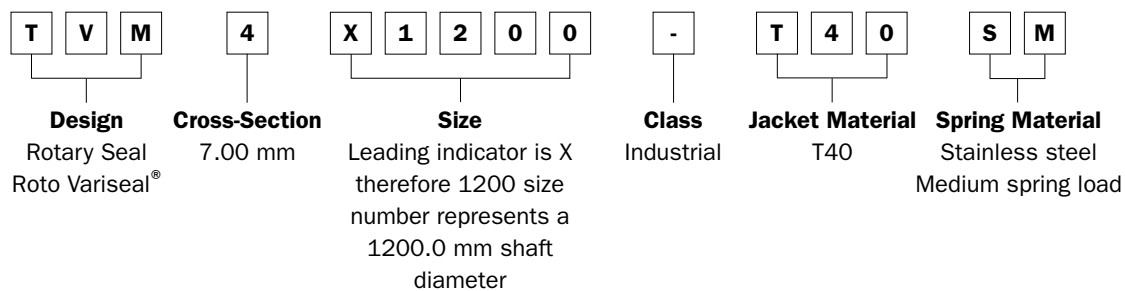 T V M 4 X 1 2 0 0 - T 4 0 S M
Design Cross-Section Size Class Jacket Material Spring Material
Rotary Seal 7.00 mm Leading indicator is X Industrial T40 Stainless steel
Roto Variseal® therefore 1200 size Medium spring load
number represents a
1200.0 mm shaft
diameter